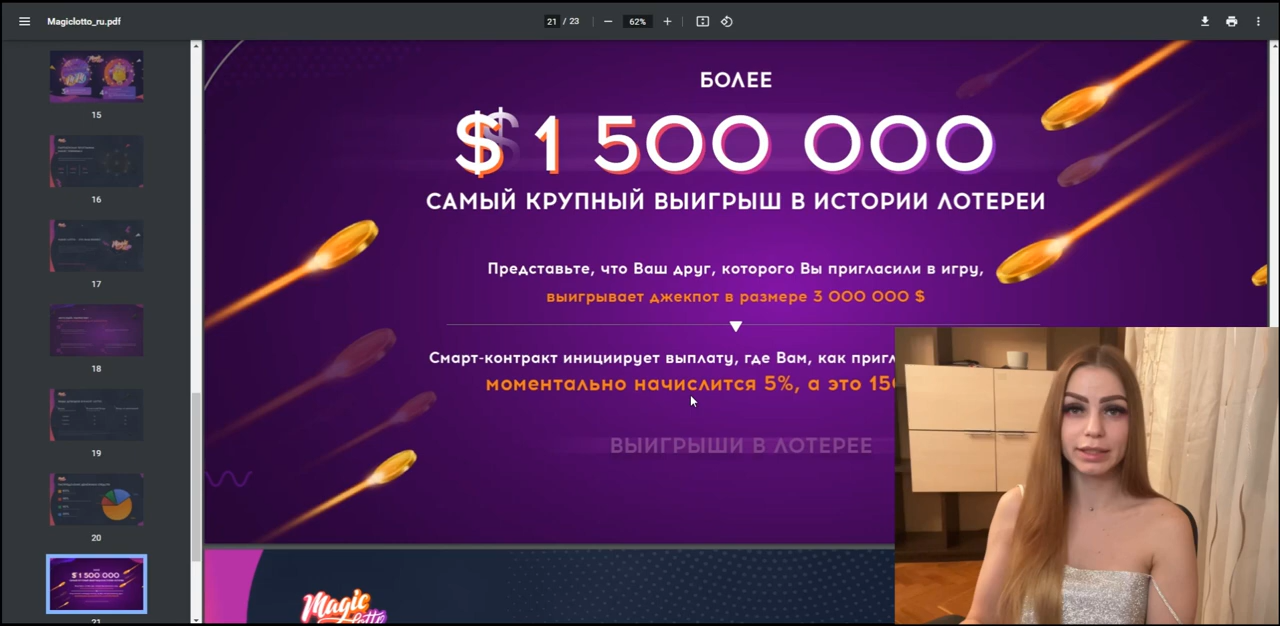 Magiclotto_ru.pdf
21 / 23
62%
15
16
17
18
19
20
21
БОЛЕЕ
$ 1 500 000
САМЫЙ КРУПНЫЙ ВЫИГРЫШ В ИСТОРИИ ЛОТЕРЕИ
Представьте, что Ваш друг, которого Вы пригласили в игру,
выигрывает джекпот в размере 3 000 000 $
Смарт-контракт инициирует выплату, где Вам, как
моментально начислится 5%, а это
ВЫИГРЫШИ В ЛОТЕРЕЕ
Magic